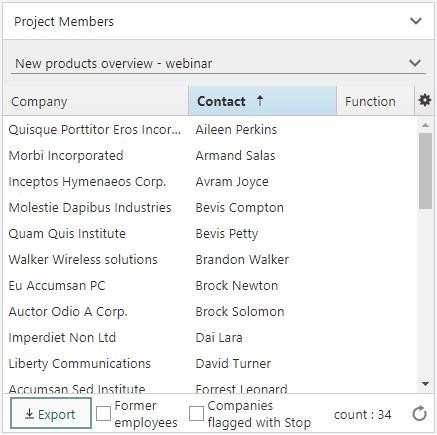 Project Members
New products overview - webinar
Company Contact Function
Quisque Porttitor Eros Incor... Aileen Perkins
Morbi Incorporated Armand Salas
Inceptos Hymenaeos Corp. Avram Joyce
Molestie Dapibus Industries Bevis Compton
Quam Quis Institute Bevis Petty
Walker Wireless solutions Brandon Walker
Eu Accumsan PC Brock Newton
Auctor Odio A Corp. Brock Solomon
Imperdiet Non Ltd Dai Lara
Liberty Communications David Turner
Accumsan Sed Institute Forrest Leonard
Export
Former
employees
Companies
flagged with Stop
count : 34